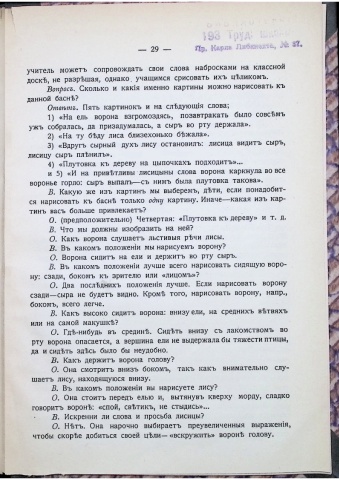 — 29 —
193 Труд.
Пр. Карла Либкнехта, № 37.
учитель можетъ сопровождать свои слова набросками на классной
доскѣ, не разрѣшая, однако, учащимся срисовать ихъ цѣликомъ.
Вопросъ. Сколько и какія именно картины можно нарисовать къ
данной баснѣ?
Отвѣтъ. Пять картинокъ и на слѣдующія слова;
1) «На ель ворона взгромоздясь, позавтракать было совсѣмъ
ужъ собралась, да призадумалась, а сыръ во рту держала».
2) «На ту бѣду лиса близехонько бѣжала».
3) «Вдругъ сырный духъ лису остановилъ: лисица видитъ сыръ,
лисицу сыръ плѣнилъ».
4) «Плутовка къ дереву на цыпочкахъ подходитъ»...
и 5) «И на привѣтливы лисицыны слова ворона каркнула во все
воронье горло: сыръ выпалъ—съ нимъ была плутовка такова».
В. Какую же изъ картинъ мы выберемъ, дѣти, если понадобит-
ся нарисовать къ баснѣ только одну картину. Иначе—какая изъ кар-
тинъ васъ больше привлекаетъ?
О. (предположительно) Четвертая: «Плутовка къ дереву» и т. д.
В. Что мы должны изобразить на ней?
О. Какъ ворона слушаетъ льстивыя рѣчи лисы.
В. Въ какомъ положеніи мы нарисуемъ ворону?
О. Ворона сидитъ на ели и держитъ во рту сыръ.
В. Въ какомъ положеніи лучше всего нарисовать сидящую воро-
ну: сзади, бокомъ къ зрителю или «лицомъ»?
О. Два послѣднихъ положенія лучше. Если нарисовать ворону
сзади—сыра не будетъ видно. Кромѣ того, нарисовать ворону, напр.,
бокомъ, всего легче.
В. Какъ высоко сидитъ ворона: внизу ели, на среднихъ вѣтвяхъ
или на самой макушкѣ?
О. Гдѣ-нибудь въ срединѣ. Сидѣть внизу съ лакомствомъ во
рту ворона опасается, а вершина ели не выдержала бы тяжести птицы,
да и сидѣть здѣсь было бы неудобно.
В. Какъ держитъ ворона голову?
О. Она смотритъ внизъ бокомъ, такъ какъ внимательно слу-
шаетъ лису, находящуюся внизу.
В. Въ какомъ положеніи вы нарисуете лису?
О. Она стоитъ передъ елью и, вытянувъ кверху морду, сладко
говоритъ воронѣ: «спой, свѣтикъ, не стыдись»...
В. Искренни ли слова и просьба лисицы?
О. Нѣтъ. Она нарочно выбираетъ преувеличенныя выраженія,
чтобы скорѣе добиться своей цѣли—«вскружить» воронѣ голову.